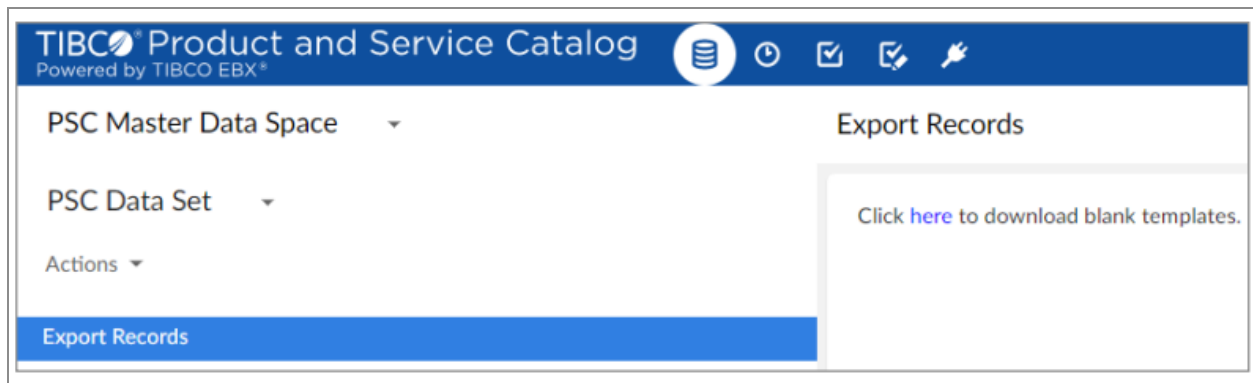 TIBCO® Product and Service Catalog
Powered by TIBCO EBX®
PSC Master Data Space
Export Records
PSC Data Set
Click here to download blank templates.
Actions
Export Records